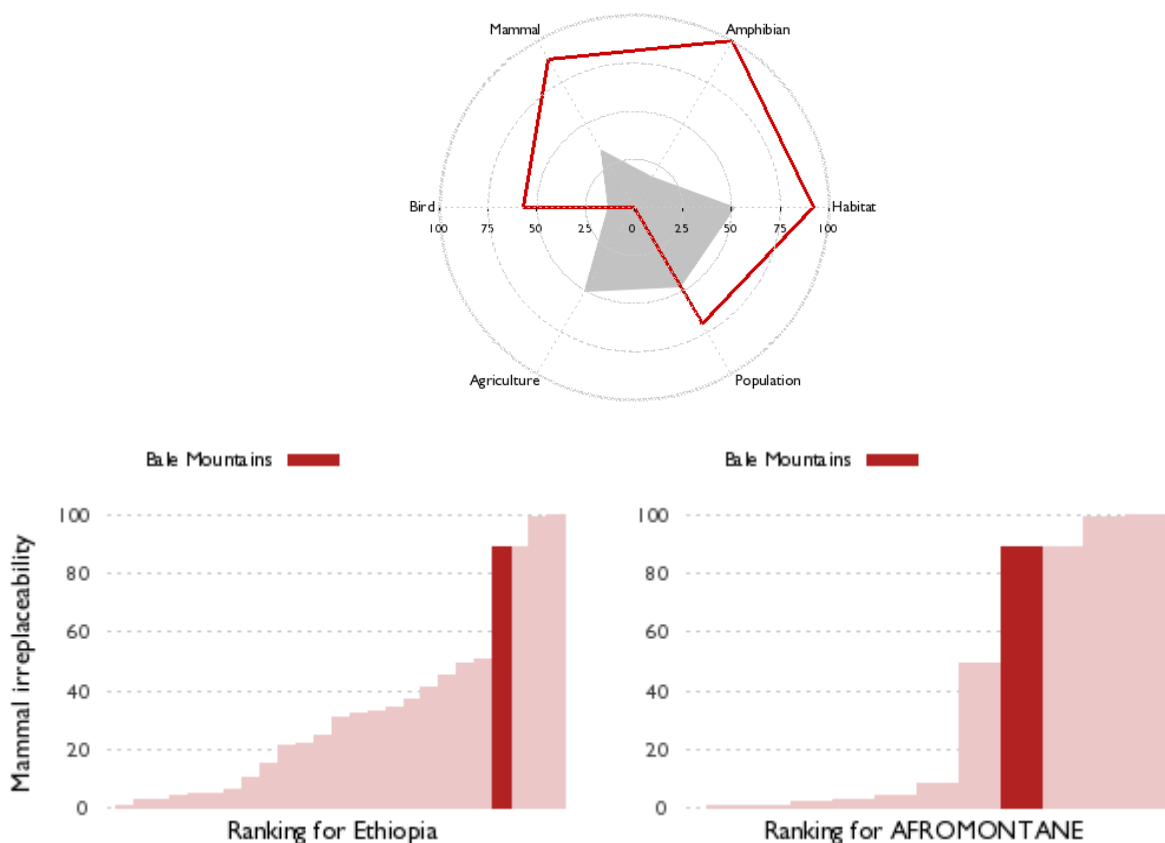 Mammal Amphibian
Bird Habitat
100 75 50 25 0 25 50 75 100
Agriculture Population
Bale Mountains
Bale Mountains
Mammal irreplaceability
100
80
60
40
20
0
Ranking for Ethiopia
100
80
60
40
20
0
Ranking for AFROMONTANE